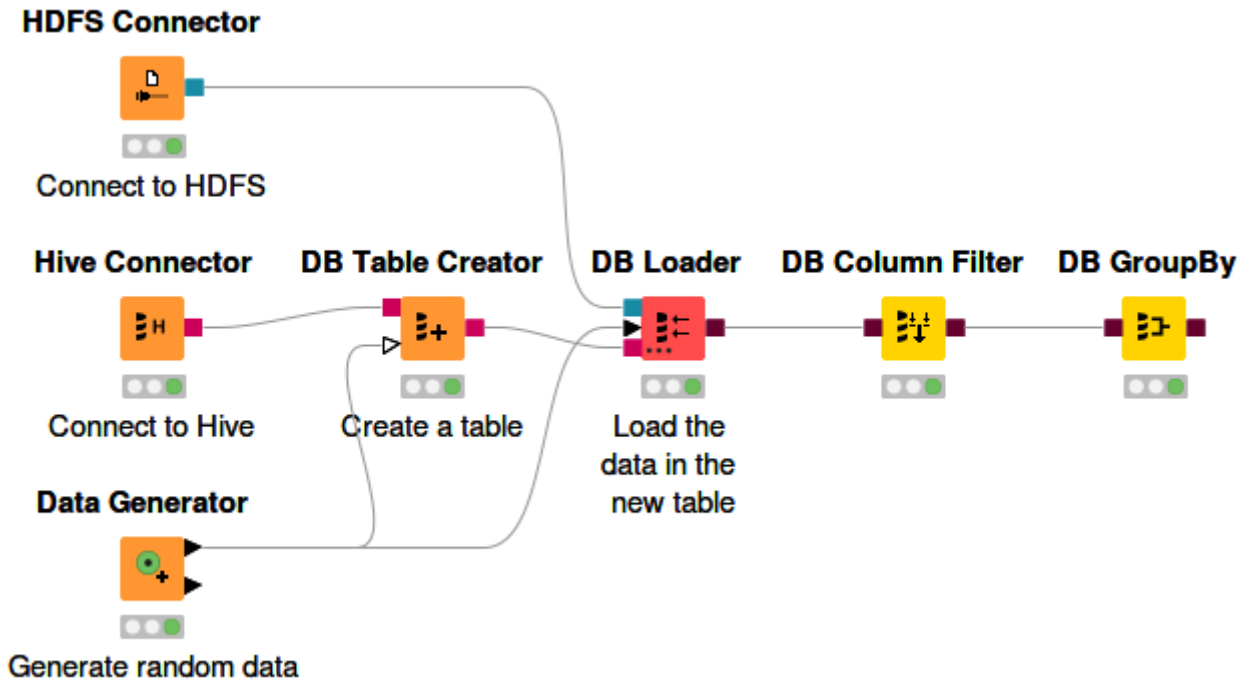 HDFS Connector
Connect to HDFS
Hive Connector
DB Table Creator
DB Loader
DB Column Filter
DB GroupBy
H
Connect to Hive
Create a table
Load the
data in the
new table
Data Generator
Generate random data